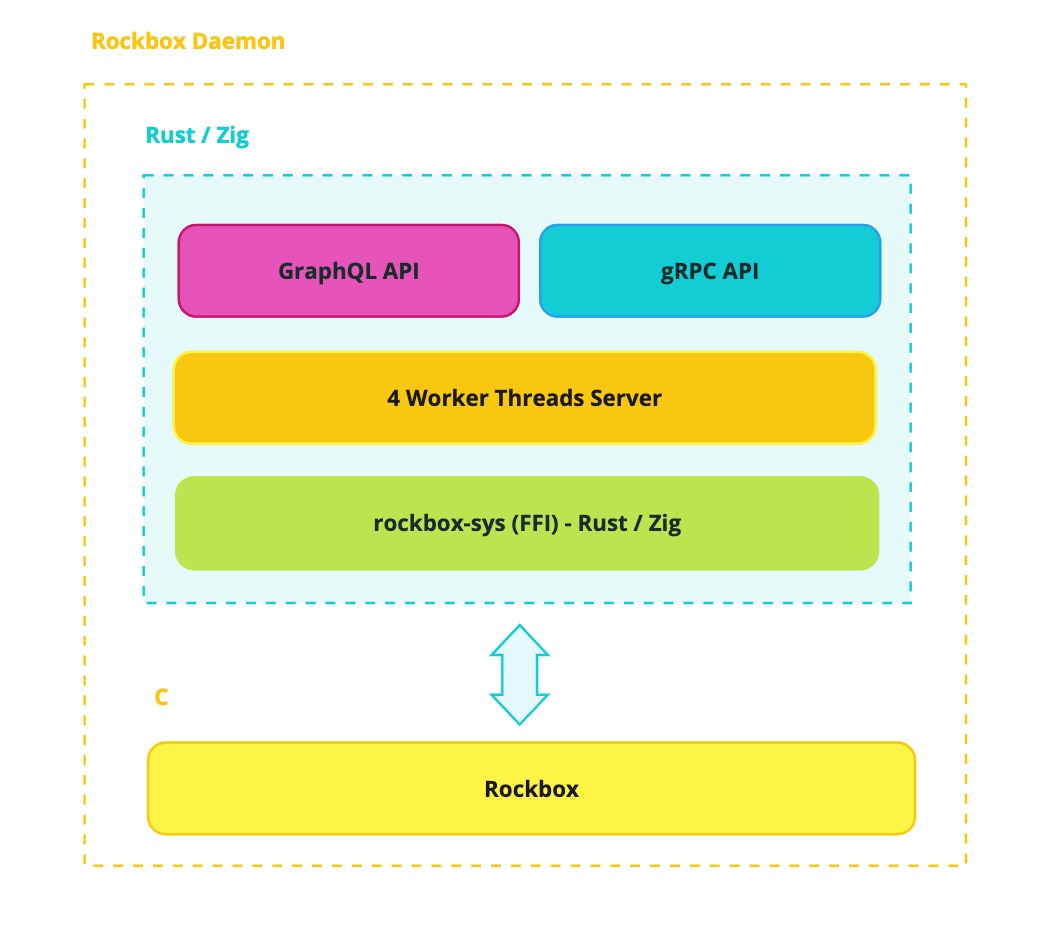 Rockbox Daemon
Rust / Zig
GraphQL API
gRPC API
4 Worker Threads Server
rockbox-sys (FFI) - Rust / Zig
C
Rockbox